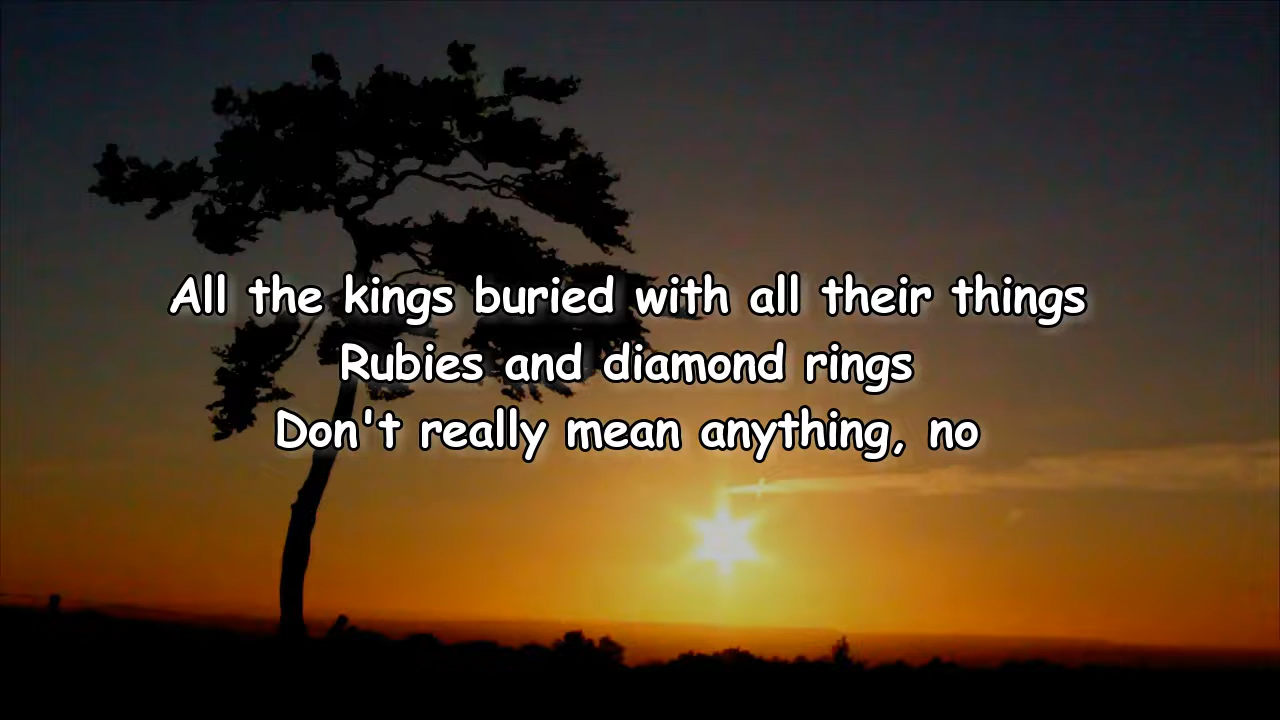 All the kings buried with all their things
Rubies and diamond rings
Don't really mean anything, no